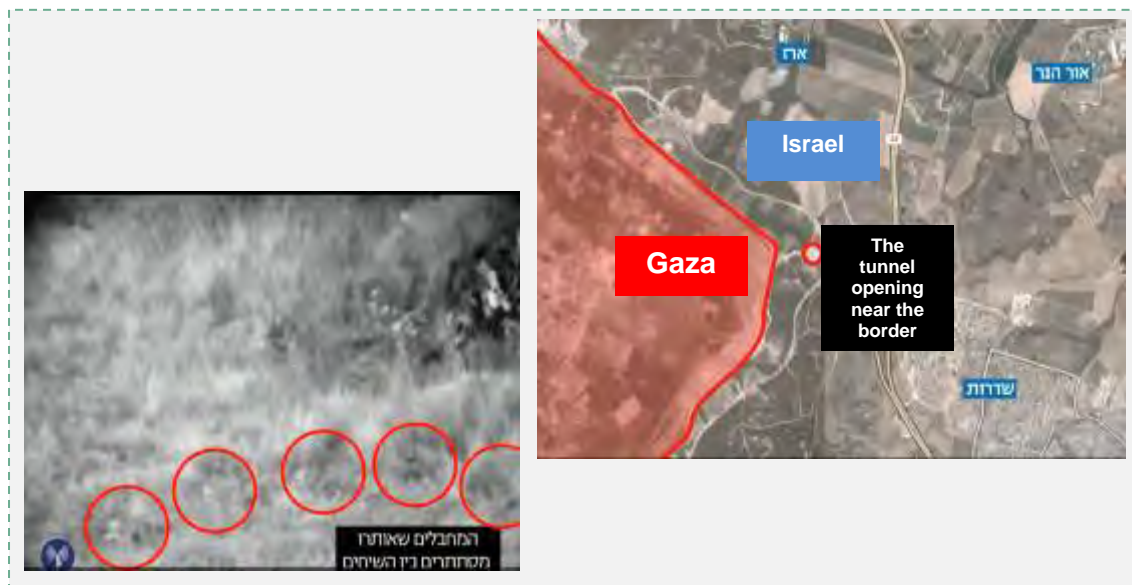 המחבלים שאותרו
מסתתרים בין השיחים
ארז
אור הנר
Israel
Gaza
The
tunnel
opening
near the
border
שדרות